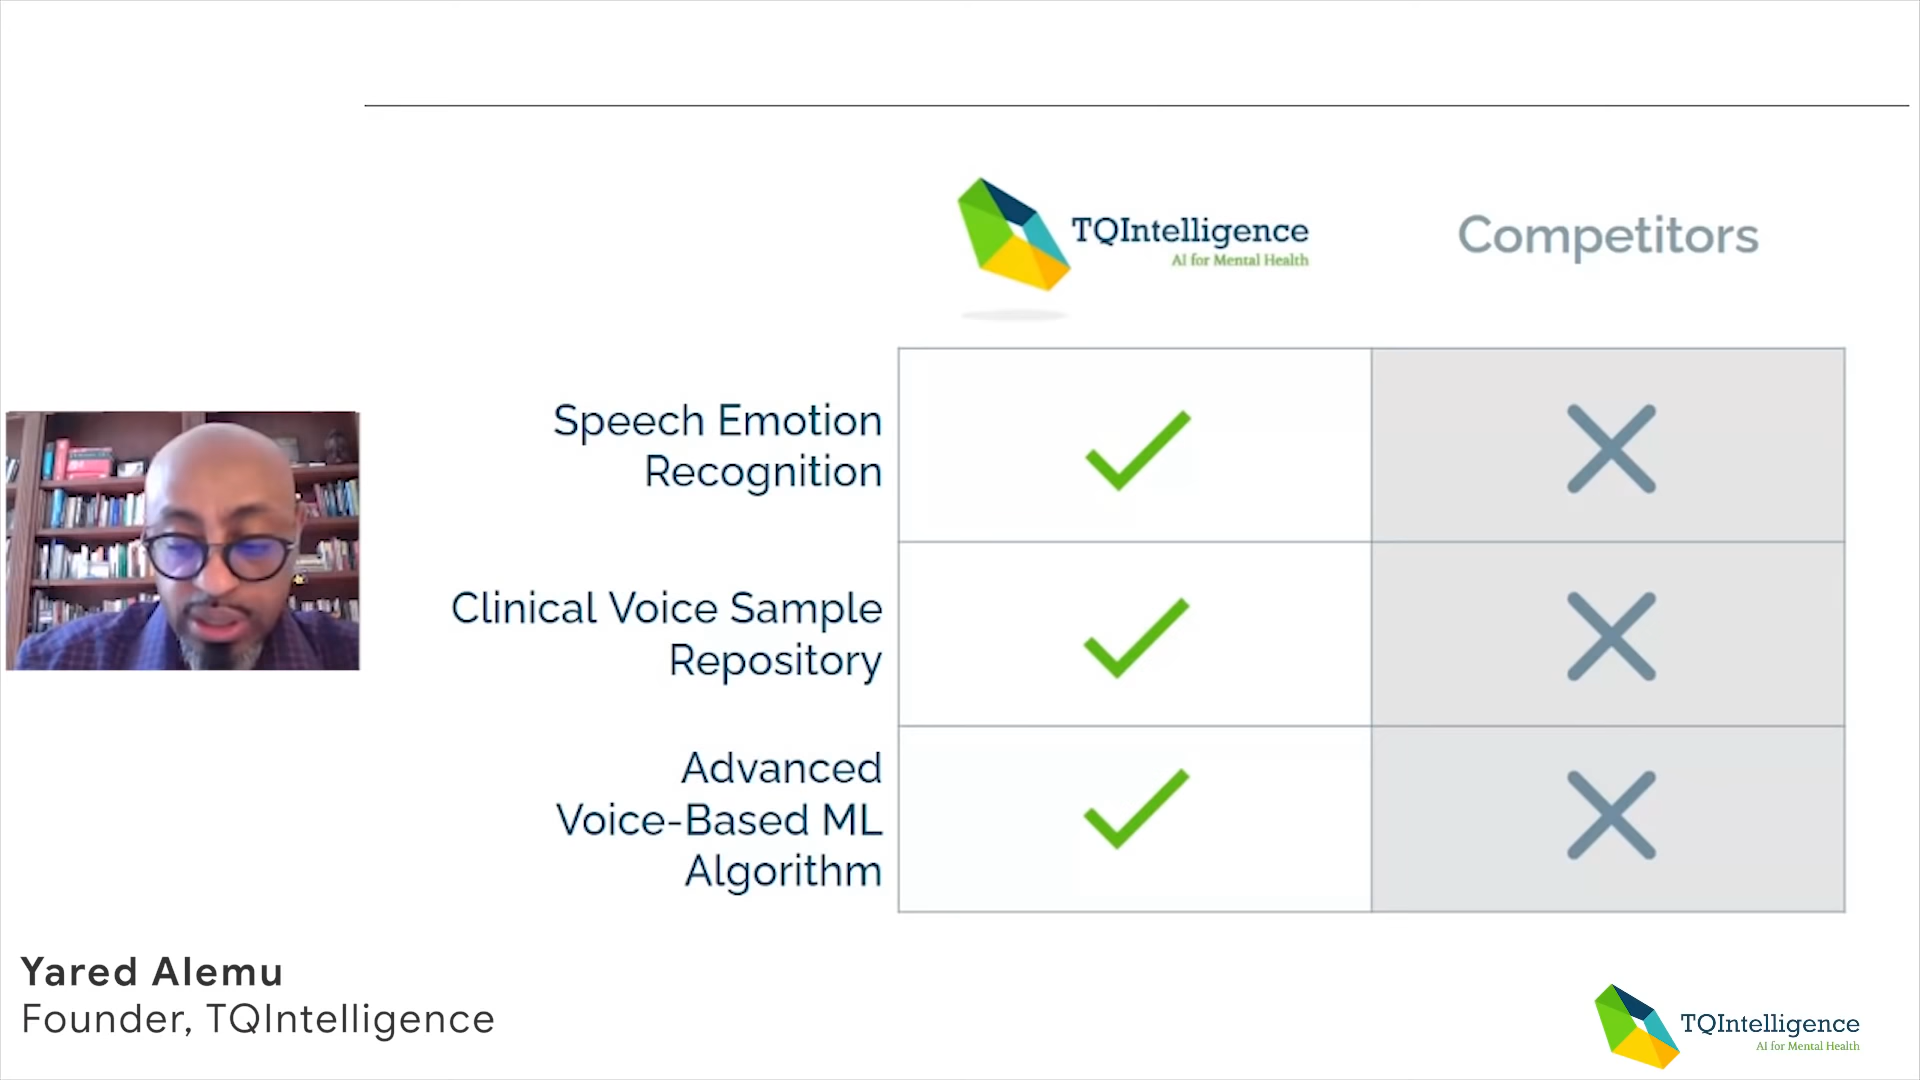 TQIntelligence
AI for Mental Health
Competitors
Speech Emotion
Recognition
Clinical Voice Sample
Repository
Advanced
Voice-Based ML
Algorithm
Yared Alemu
Founder, TQIntelligence
TQIntelligence
AI for Mental Health